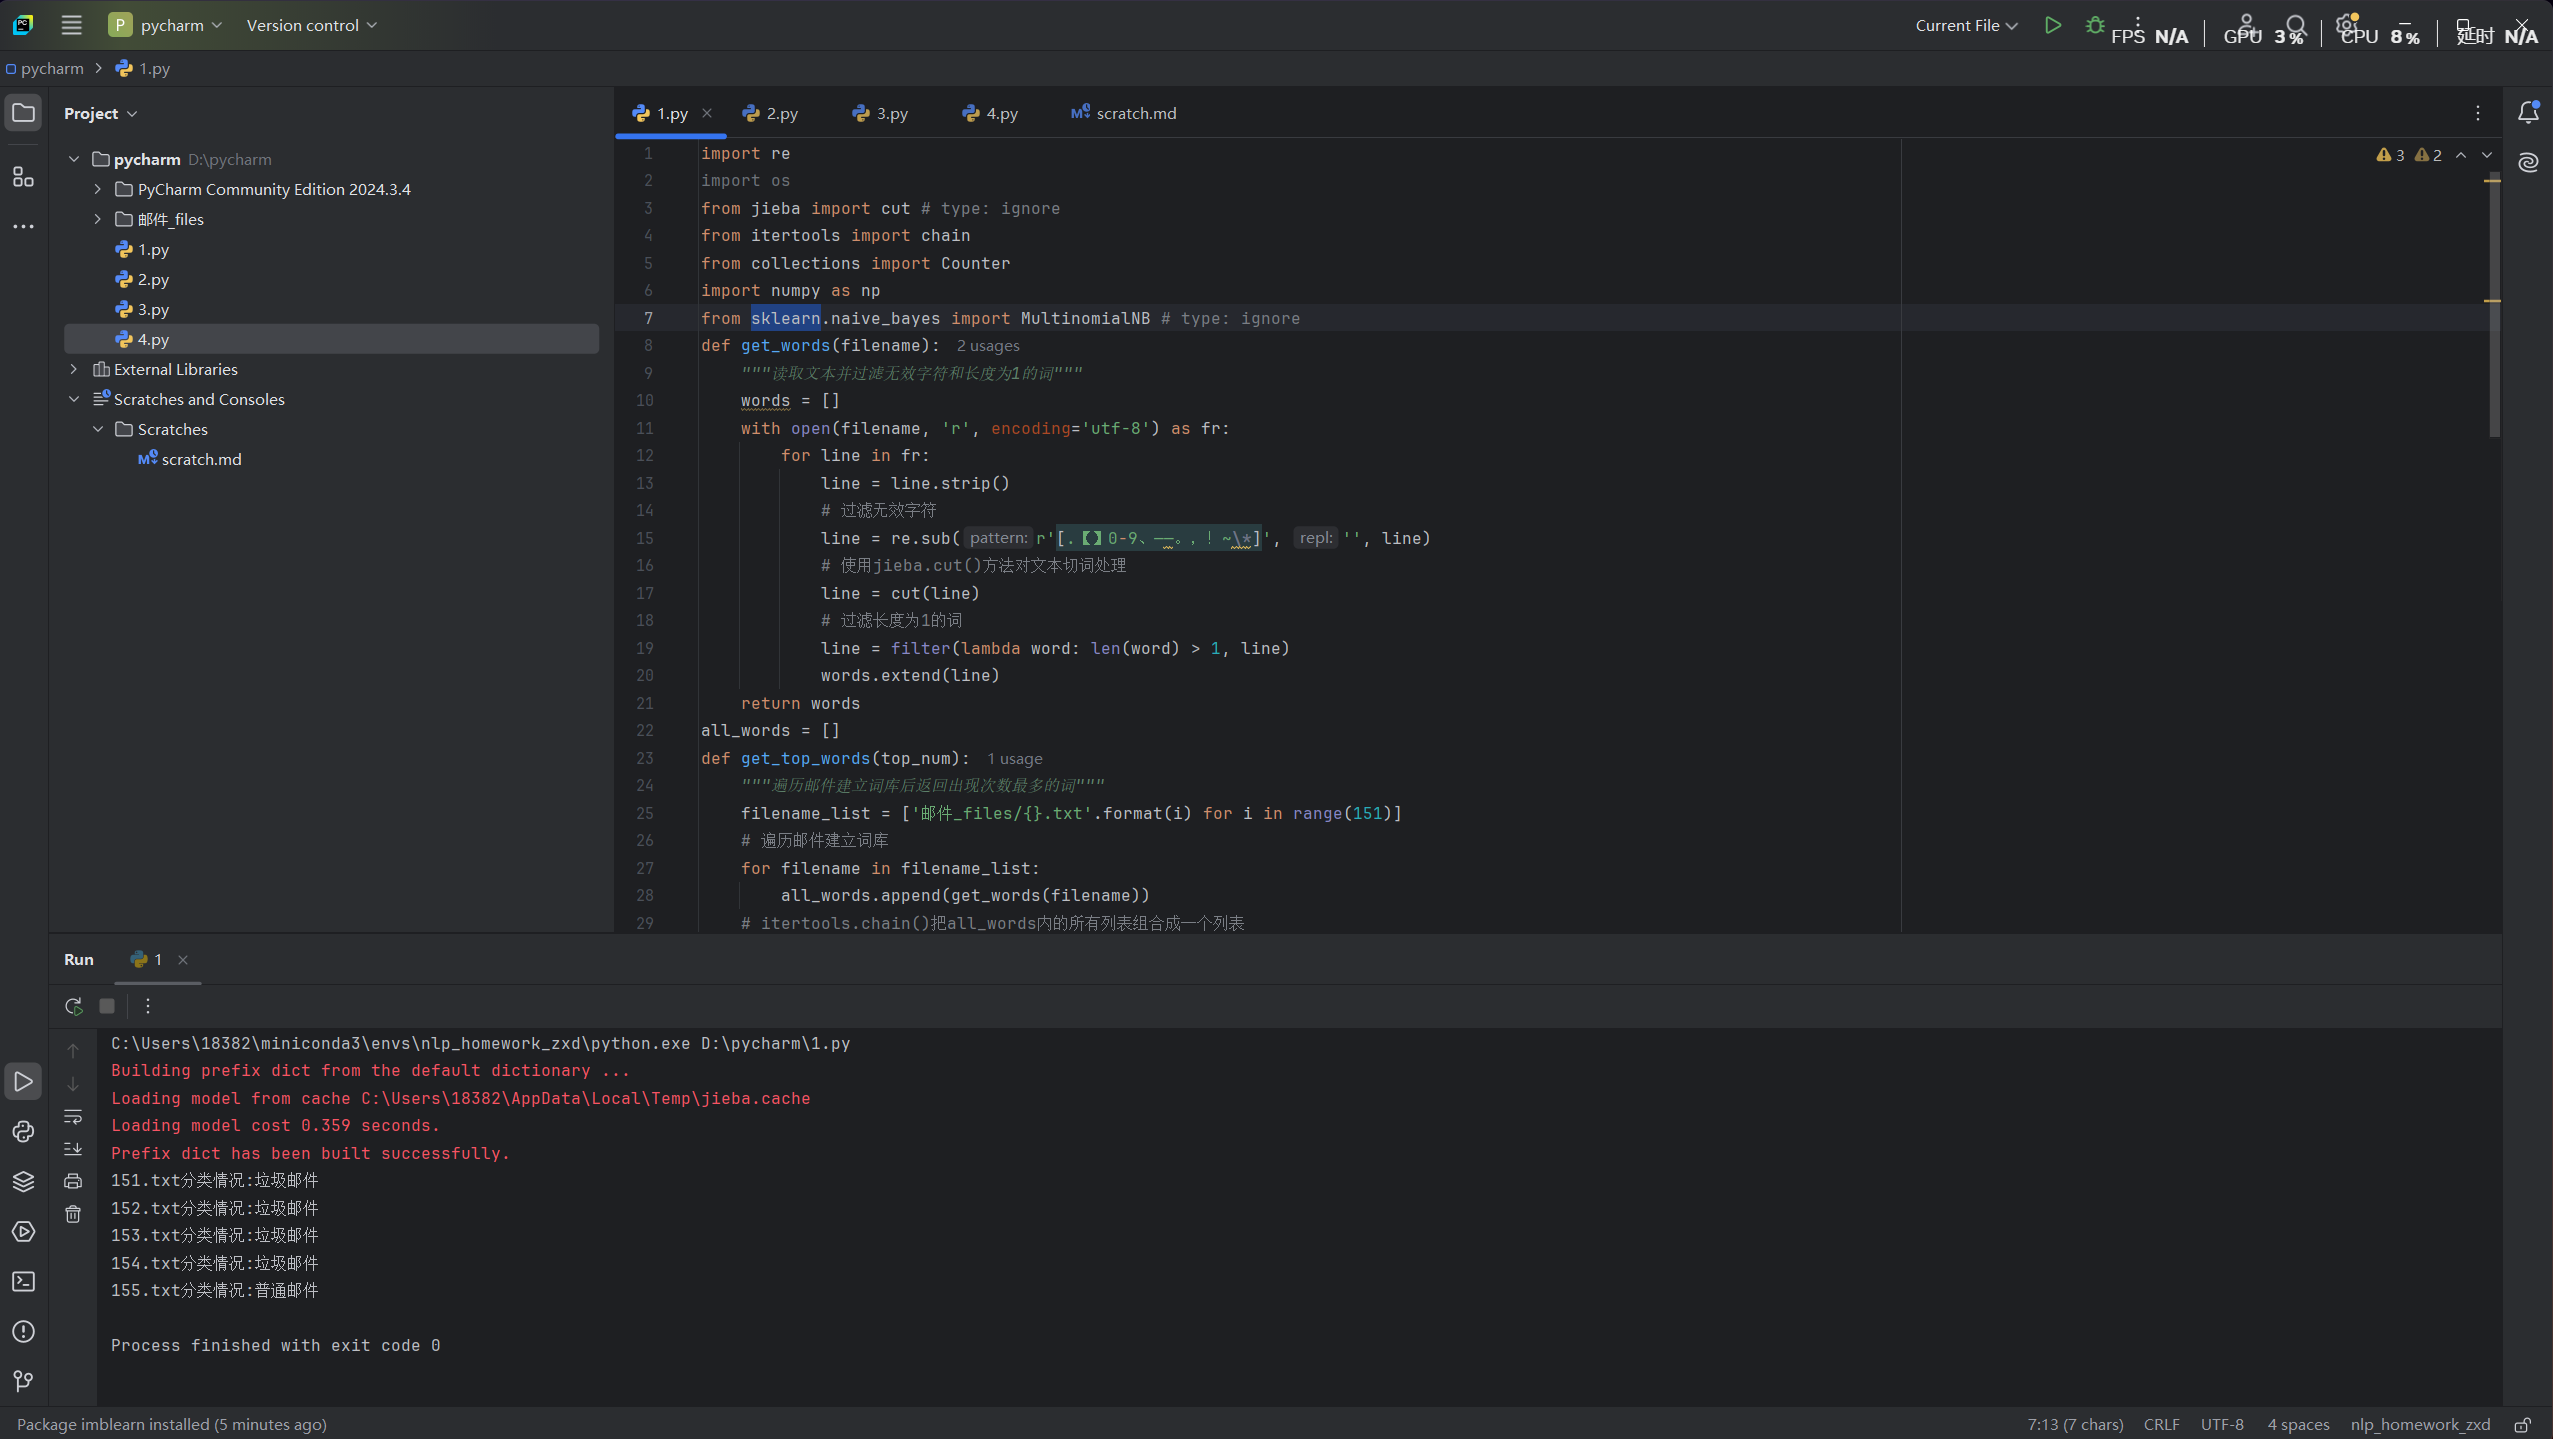 pycharm Version control Current File FPS N/A GPU 3% CPU 8% 延时 N/A
pycharm 1.py
Project
pycharm D:\pycharm
PyCharm Community Edition 2024.3.4
邮件_files
1.py
2.py
3.py
4.py
External Libraries
Scratches and Consoles
Scratches
scratch.md
1.py 2.py 3.py 4.py scratch.md
3 2
1 import re
2 import os
3 from jieba import cut # type: ignore
4 from itertools import chain
5 from collections import Counter
6 import numpy as np
7 from sklearn.naive_bayes import MultinomialNB # type: ignore
8 def get_words(filename): 2 usages
9 """读取文本并过滤无效字符和长度为1的词"""
10 words = []
11 with open(filename, 'r', encoding='utf-8') as fr:
12 for line in fr:
13 line = line.strip()
14 # 过滤无效字符
15 line = re.sub( pattern: r'[.【】0-9、——。，！~\*]', repl: '', line)
16 # 使用jieba.cut()方法对文本切词处理
17 line = cut(line)
18 # 过滤长度为1的词
19 line = filter(lambda word: len(word) > 1, line)
20 words.extend(line)
21 return words
22 all_words = []
23 def get_top_words(top_num): 1 usage
24 """遍历邮件建立词库后返回出现次数最多的词"""
25 filename_list = ['邮件_files/{}.txt'.format(i) for i in range(151)]
26 # 遍历邮件建立词库
27 for filename in filename_list:
28 all_words.append(get_words(filename))
29 # itertools.chain()把all_words内的所有列表组合成一个列表
Run 1
C:\Users\18382\miniconda3\envs\nlp_homework_zxd\python.exe D:\pycharm\1.py
Building prefix dict from the default dictionary ...
Loading model from cache C:\Users\18382\AppData\Local\Temp\jieba.cache
Loading model cost 0.359 seconds.
Prefix dict has been built successfully.
151.txt分类情况:垃圾邮件
152.txt分类情况:垃圾邮件
153.txt分类情况:垃圾邮件
154.txt分类情况:垃圾邮件
155.txt分类情况:普通邮件
Process finished with exit code 0
Package imblearn installed (5 minutes ago) 7:13 (7 chars) CRLF UTF-8 4 spaces nlp_homework_zxd